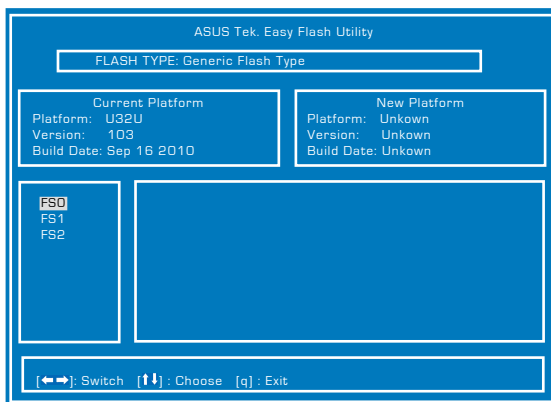 ASUS Tek. Easy Flash Utility
FLASH TYPE: Generic Flash Type
Current Platform
Platform: U32U
Version: 103
Build Date: Sep 16 2010
New Platform
Platform: Unkown
Version: Unkown
Build Date: Unkown
FS0
FS1
FS2
[←→]: Switch [↑↓] : Choose [q] : Exit